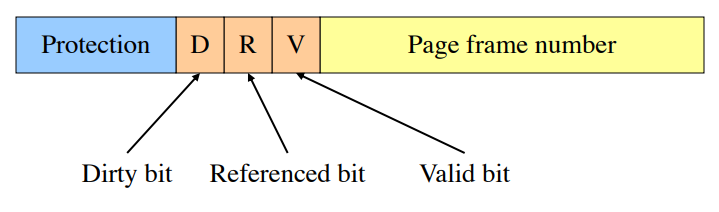 Protection D R V Page frame number
Dirty bit Referenced bit Valid bit